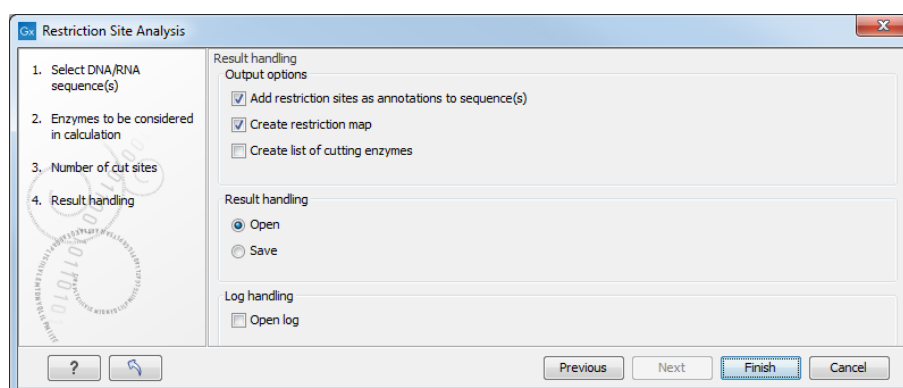 Gx Restriction Site Analysis
X
1. Select DNA/RNA
sequence(s)
2. Enzymes to be considered
in calculation
3. Number of cut sites
4. Result handling
Result handling
Output options
Add restriction sites as annotations to sequence(s)
Create restriction map
Create list of cutting enzymes
Result handling
Open
Save
Log handling
Open log
?
Previous
Next
Finish
Cancel